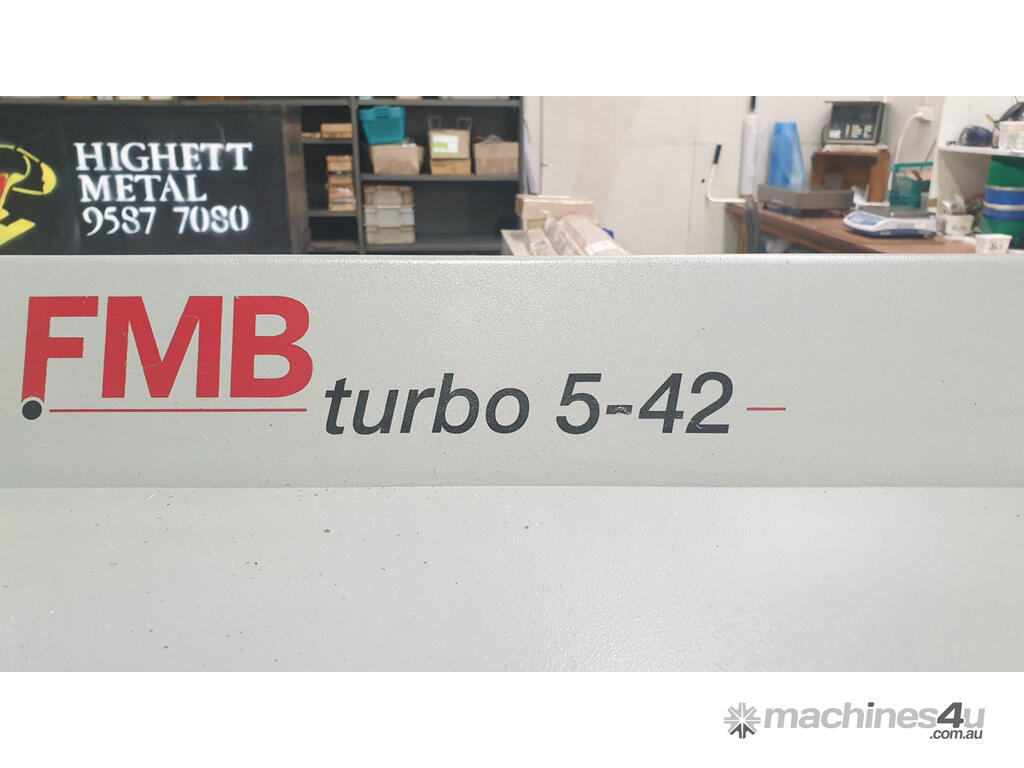 HIGHETT
METAL
9587 7080
FMB
turbo 5-42
machines4u
.com.au